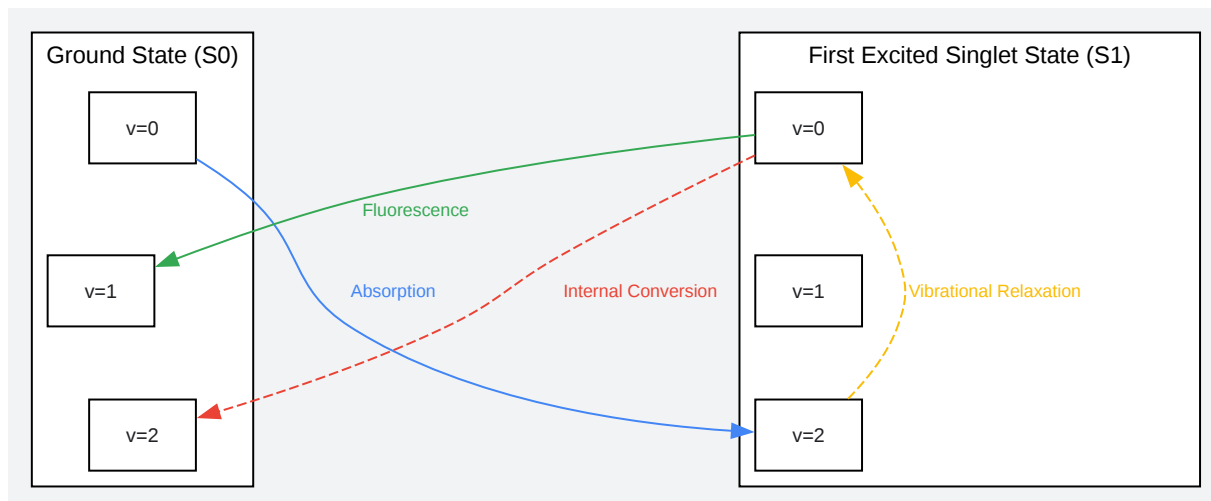 Ground State (S0)
First Excited Singlet State (S1)
v=0
v=0
Fluorescence
v=1
Absorption
Internal Conversion
v=1
Vibrational Relaxation
v=2
v=2